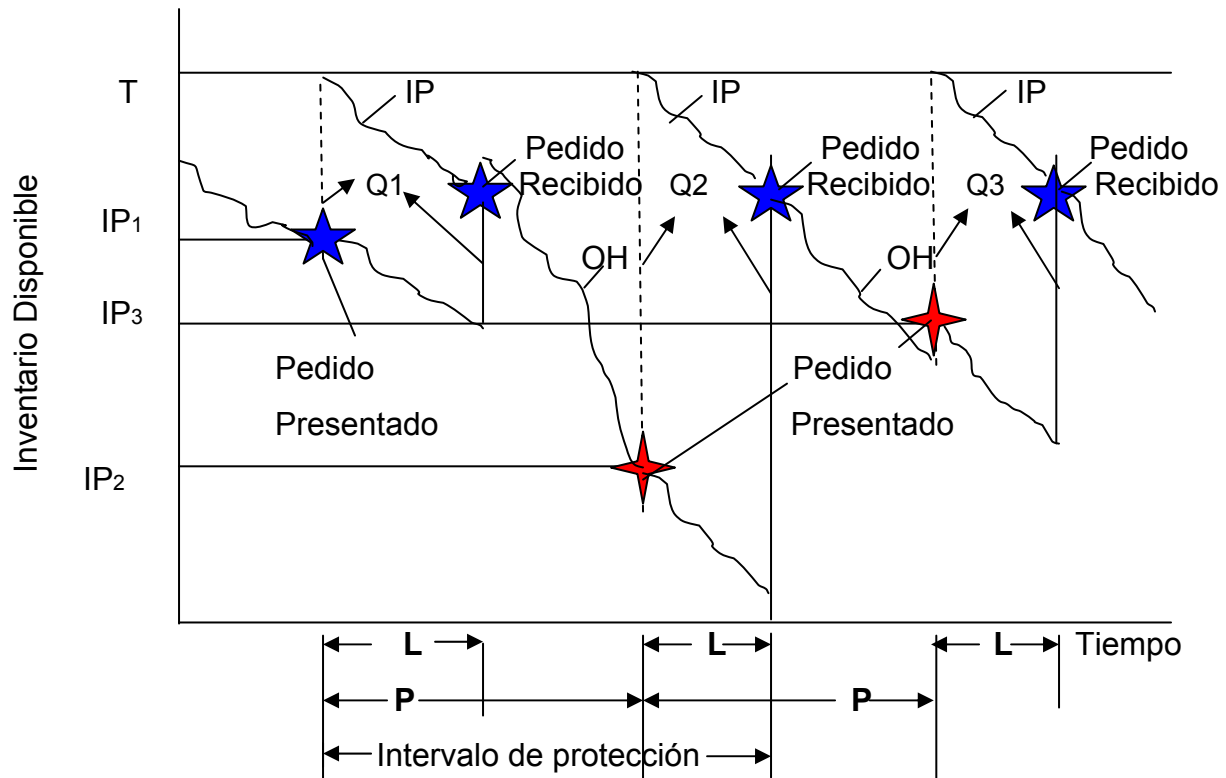 T
IP
IP
IP
Pedido
Recibido
Pedido
Recibido
Pedido
Recibido
Q1
Q2
Q3
IP1
OH
OH
IP3
Pedido
Presentado
Pedido
Presentado
IP2
Inventario Disponible
L
L
L
Tiempo
P
P
Intervalo de protección